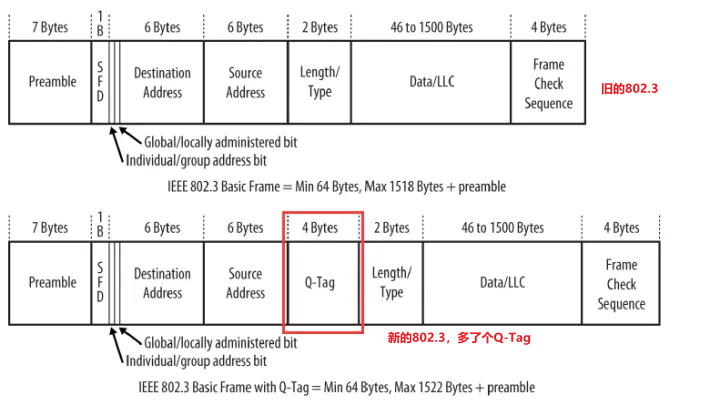 7 Bytes 1 B 6 Bytes 6 Bytes 2 Bytes 46 to 1500 Bytes 4 Bytes
Preamble
SFD
Destination
Address
Source
Address
Length/
Type
Data/LLC
Frame
Check
Sequence
旧的802.3
Global/locally administered bit
Individual/group address bit
IEEE 802.3 Basic Frame = Min 64 Bytes, Max 1518 Bytes + preamble
7 Bytes 1 B 6 Bytes 6 Bytes 4 Bytes 2 Bytes 46 to 1500 Bytes 4 Bytes
Preamble
SFD
Destination
Address
Source
Address
Q-Tag
Length/
Type
Data/LLC
Frame
Check
Sequence
新的802.3，多了个Q-Tag
Global/locally administered bit
Individual/group address bit
IEEE 802.3 Basic Frame with Q-Tag = Min 64 Bytes, Max 1522 Bytes + preamble